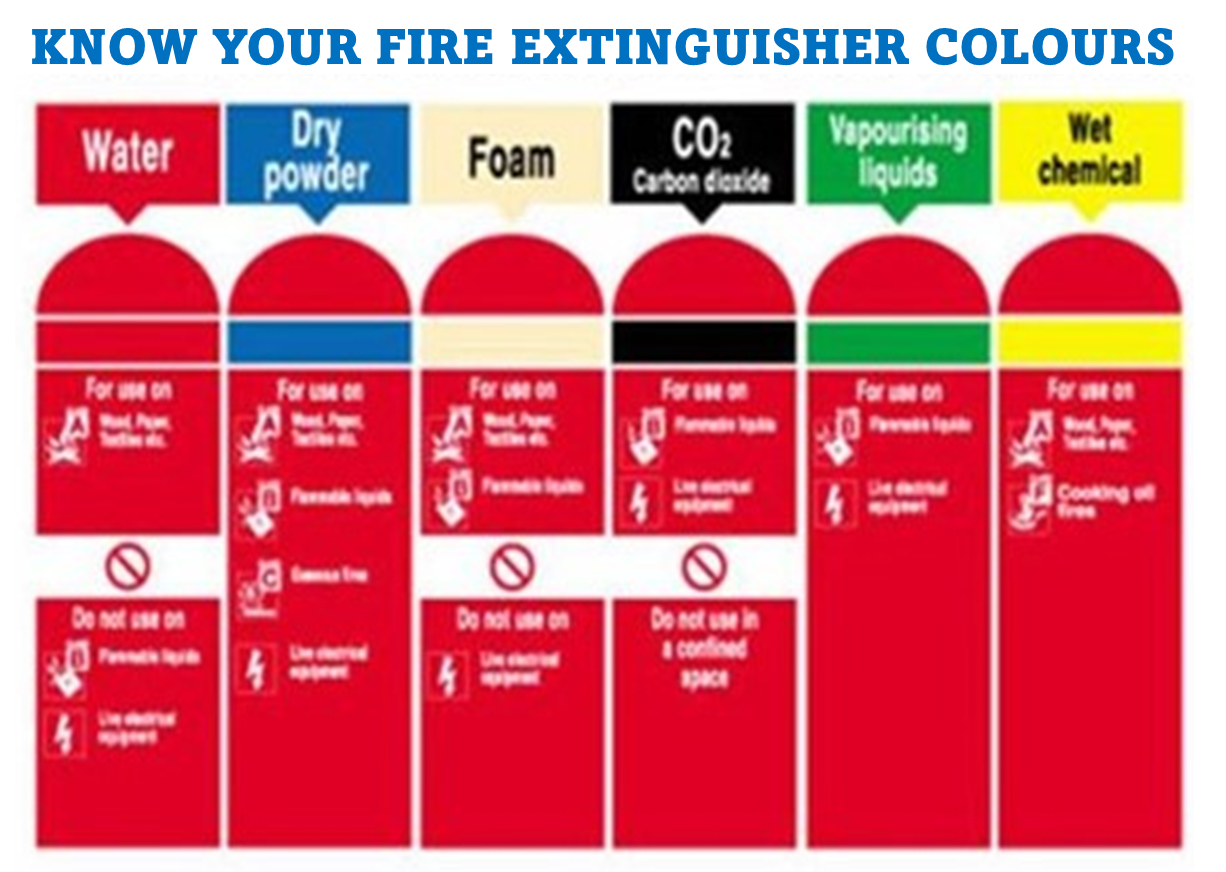 KNOW YOUR FIRE EXTINGUISHER COLOURS
Water
Dry
powder
Foam
CO₂
Carbon dioxide
Vapourising
liquids
Wet
chemical
For use on
A
Wood, Paper,
Textiles etc.
Do not use on
B
Flammable liquids
Live electrical
equipment
For use on
A
Wood, Paper,
Textiles etc.
B
Flammable liquids
C
Gaseous fires
Live electrical
equipment
For use on
A
Wood, Paper,
Textiles etc.
B
Flammable liquids
Do not use on
Live electrical
equipment
For use on
B
Flammable liquids
Live electrical
equipment
Do not use in
a confined
space
For use on
B
Flammable liquids
Live electrical
equipment
For use on
A
Wood, Paper,
Textiles etc.
F
Cooking oil
fires